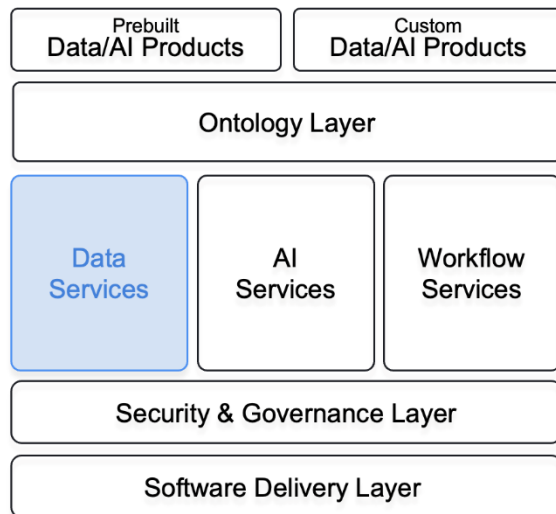 Prebuilt
Data/AI Products
Custom
Data/AI Products
Ontology Layer
Data
Services
AI
Services
Workflow
Services
Security & Governance Layer
Software Delivery Layer